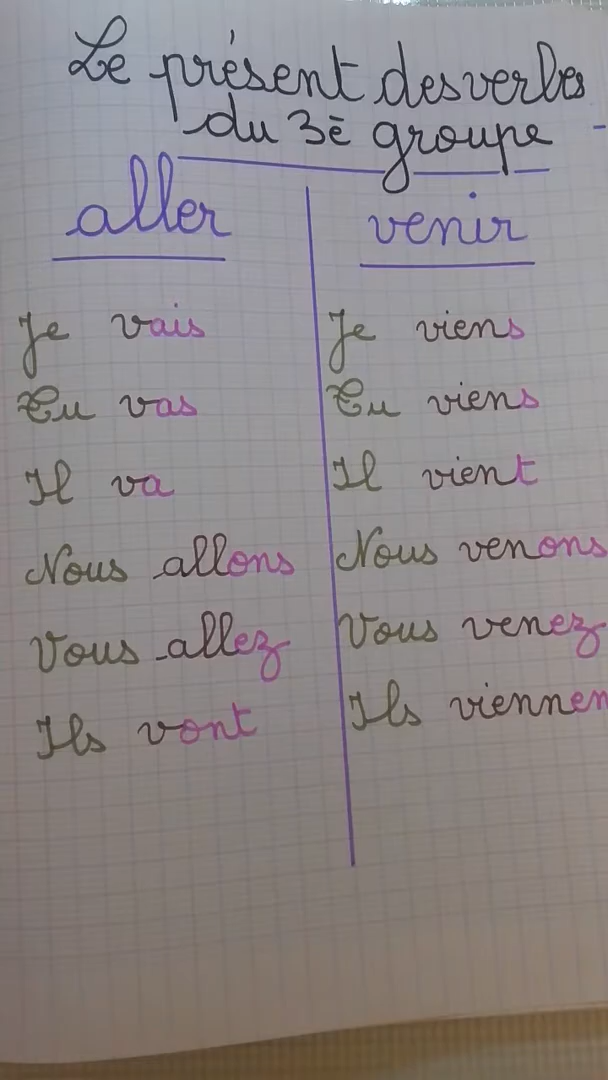 Le présent des verbes
du 3è groupe
aller
Je vais
Tu vas
Il va
Nous allons
Vous allez
Ils vont
venir
Je viens
Tu viens
Il vient
Nous venons
Vous venez
Ils viennen